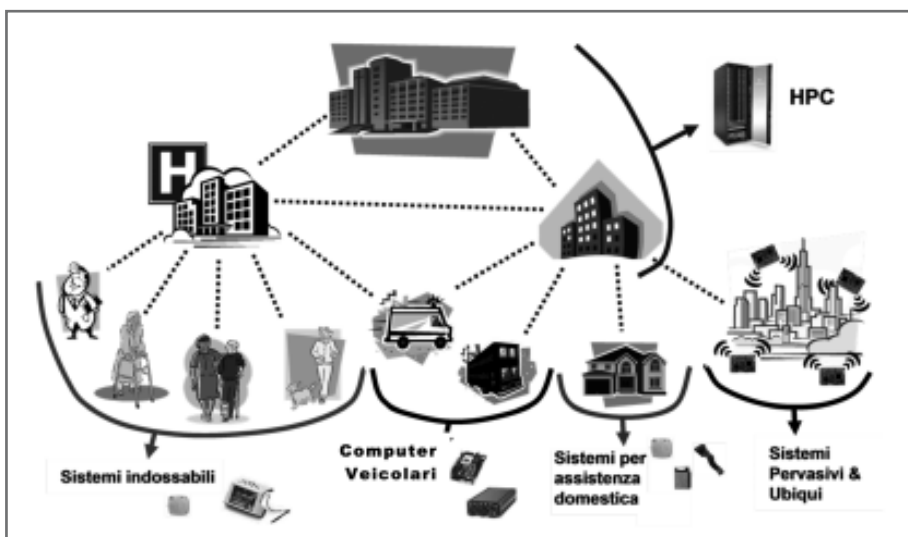 HPC
H
Sistemi indossabili
Computer
Veicolari
Sistemi per
assistenza
domestica
Sistemi
Pervasivi &
Ubiqui